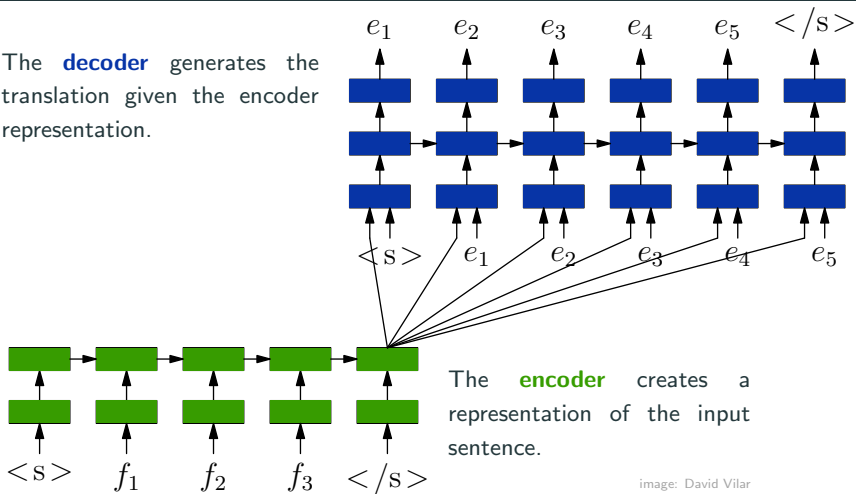 e₁ e₂ e₃ e₄ e₅ </s>
The decoder generates the
translation given the encoder
representation.
<s> e₁ e₂ e₃ e₄ e₅
The encoder creates a
representation of the input
sentence.
<s> f₁ f₂ f₃ </s>
image: David Vilar